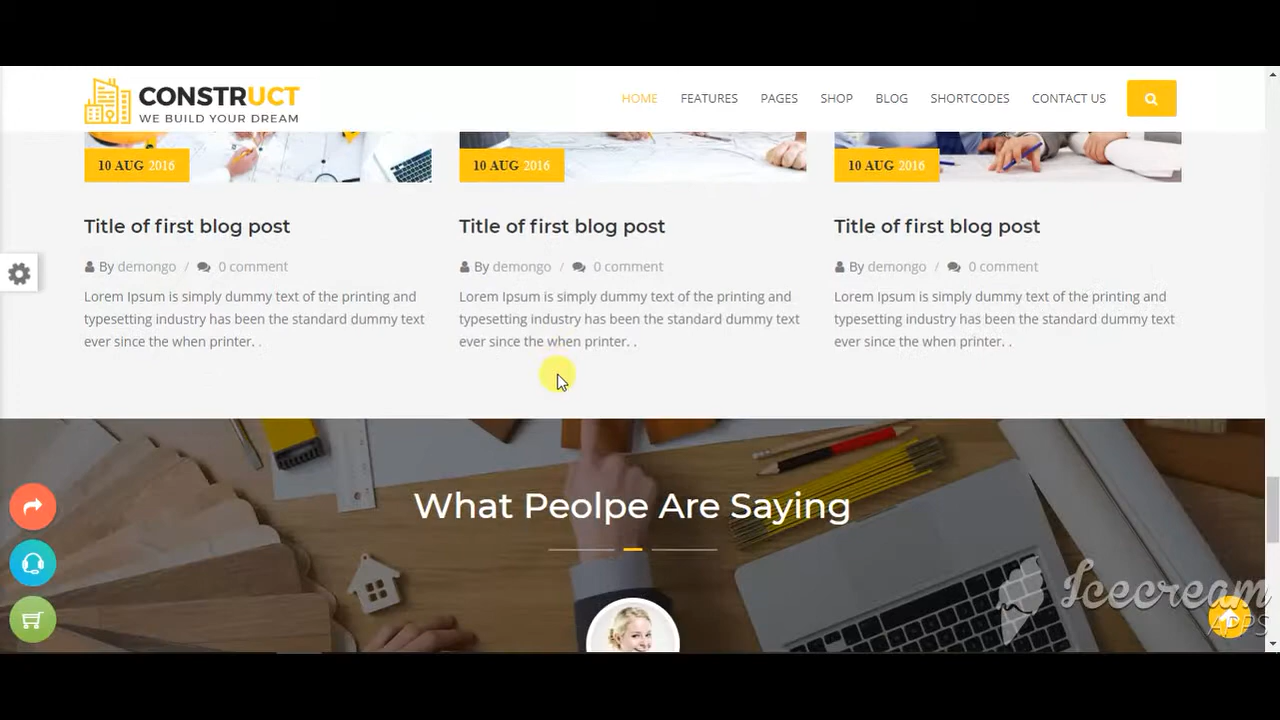 CONSTRUCT
WE BUILD YOUR DREAM
HOME FEATURES PAGES SHOP BLOG SHORTCODES CONTACT US
10 AUG 2016 10 AUG 2016 10 AUG 2016
Title of first blog post Title of first blog post Title of first blog post
By demongo / 0 comment By demongo / 0 comment By demongo / 0 comment
Lorem Ipsum is simply dummy text of the printing and
typesetting industry has been the standard dummy text
ever since the when printer. .
Lorem Ipsum is simply dummy text of the printing and
typesetting industry has been the standard dummy text
ever since the when printer. .
Lorem Ipsum is simply dummy text of the printing and
typesetting industry has been the standard dummy text
ever since the when printer. .
What Peolpe Are Saying
Icecream
APPS